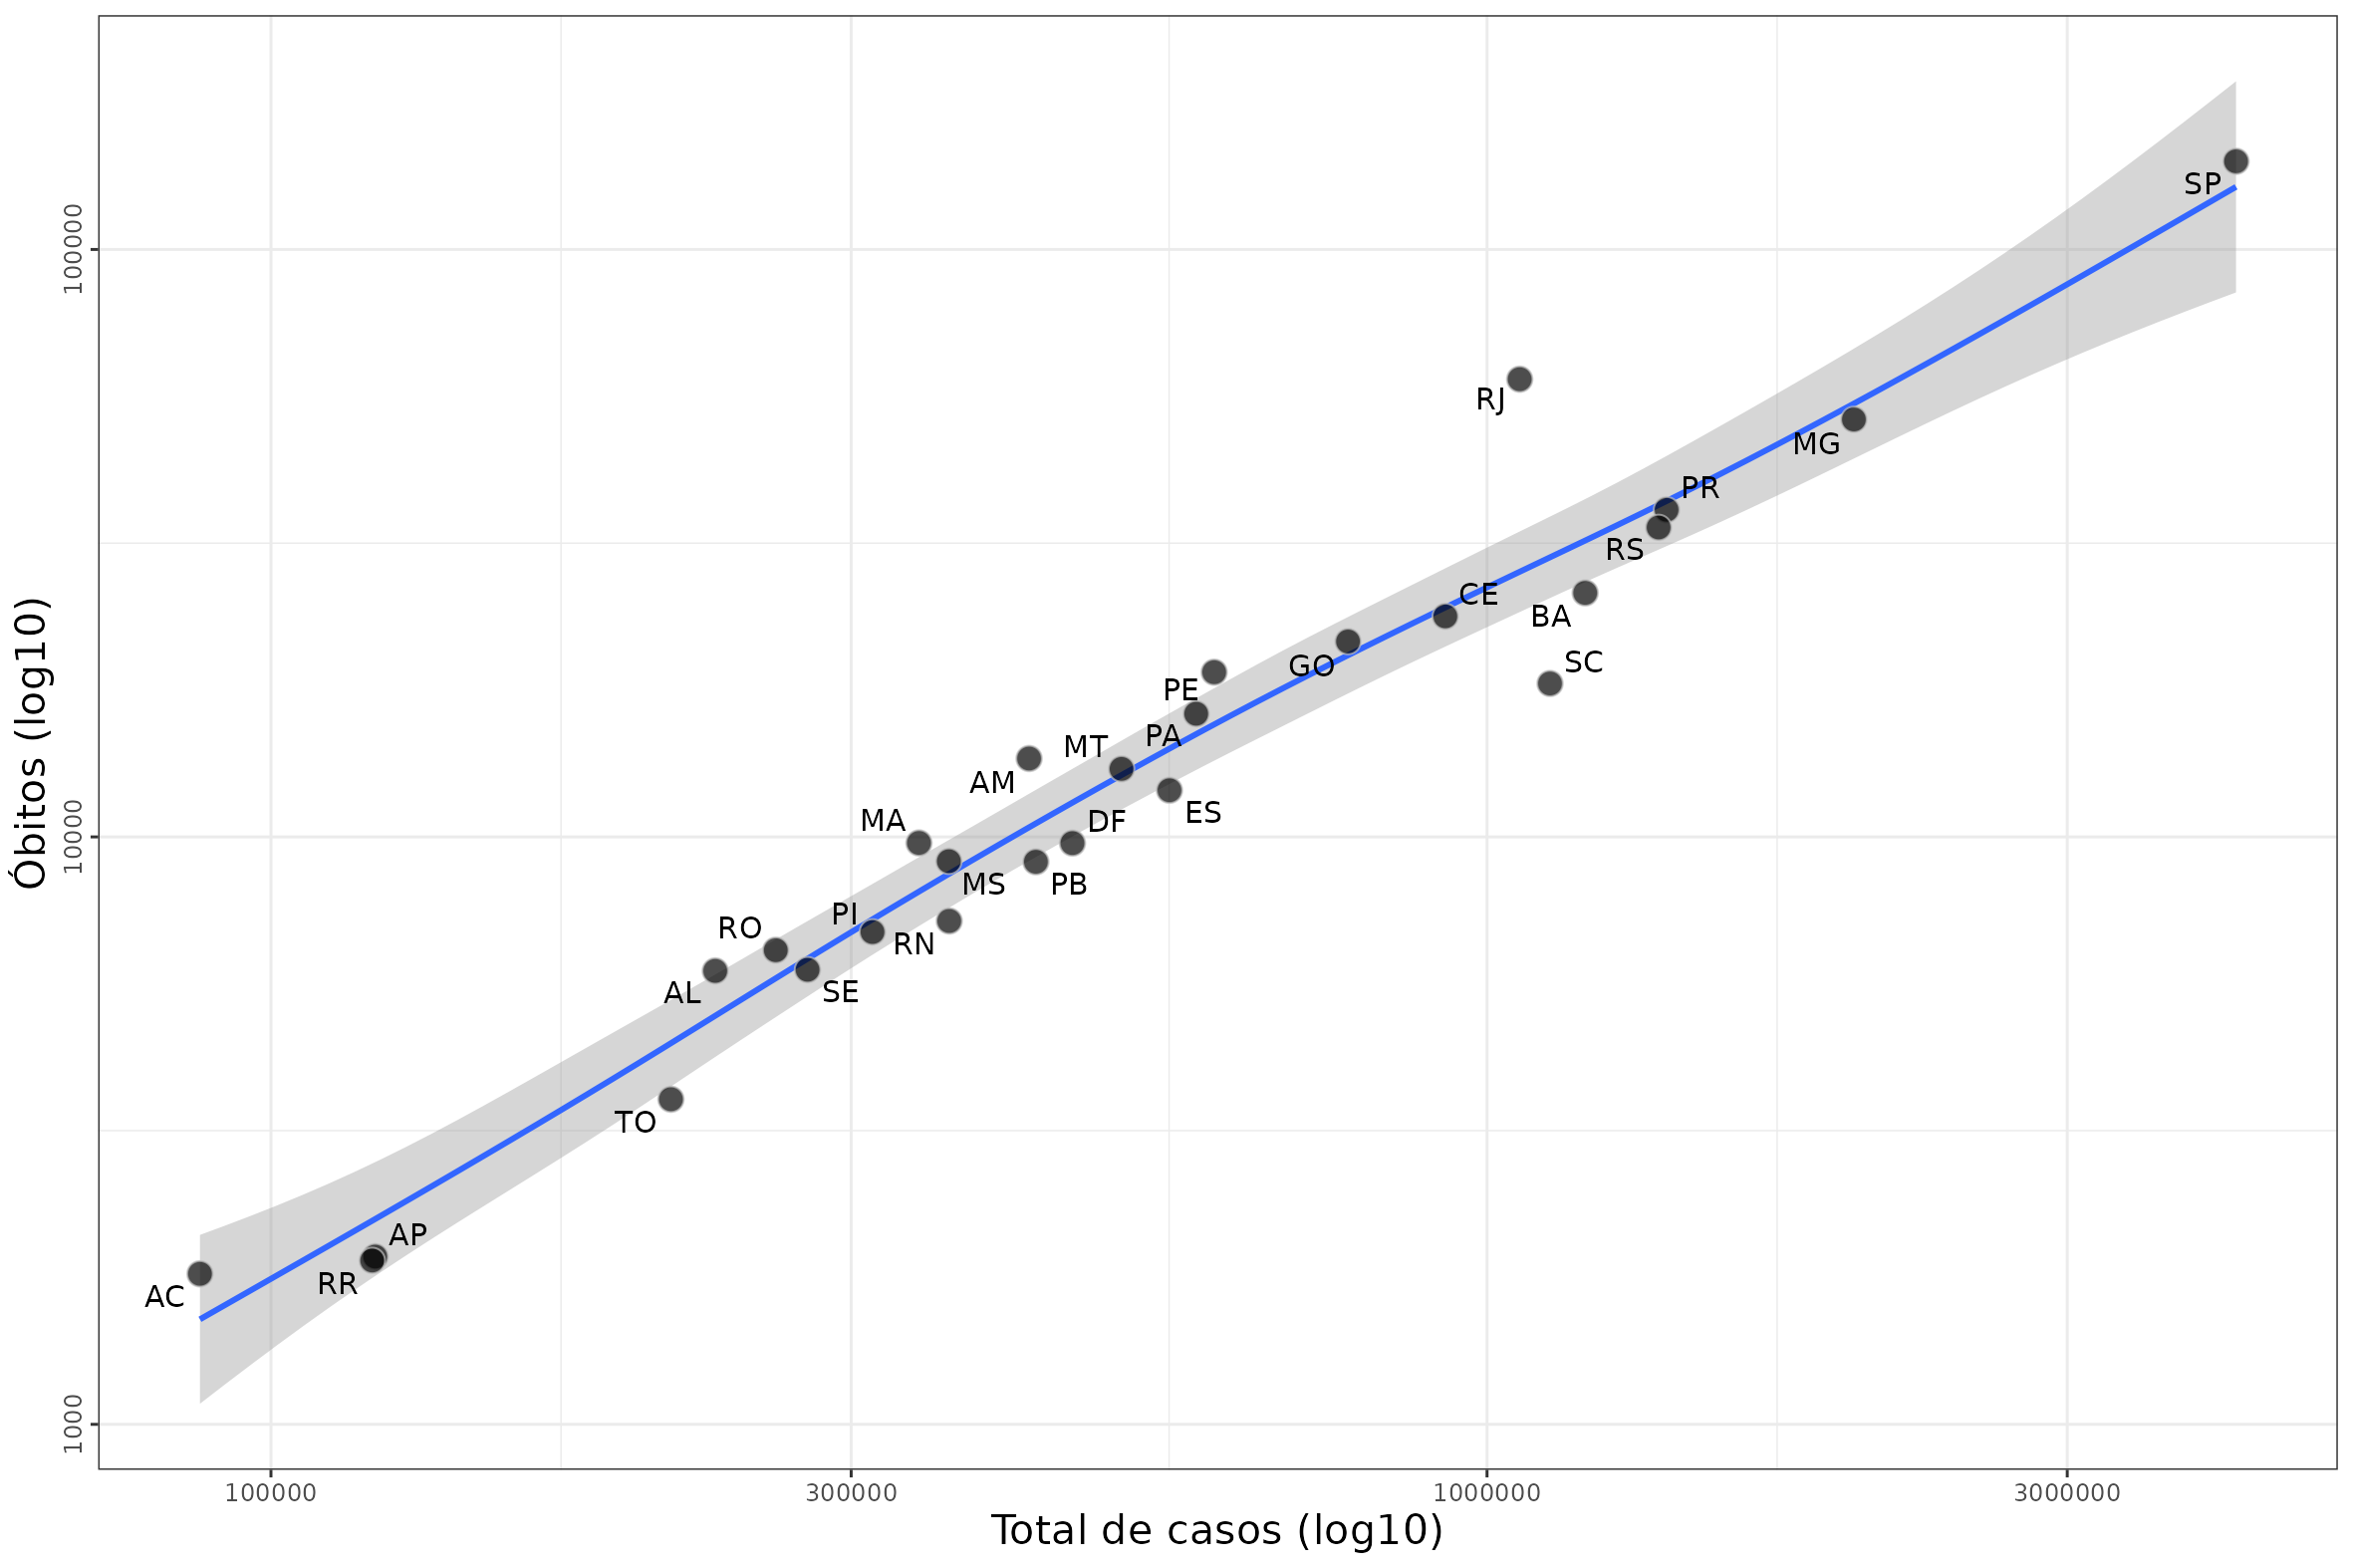 Óbitos (log10)
100000
10000
1000
SP
RJ
MG
PR
RS
CE
BA
SC
GO
PE
PA
MT
AM
ES
DF
MA
PB
MS
PI
RN
RO
SE
AL
TO
AP
RR
AC
100000 300000 1000000 3000000
Total de casos (log10)